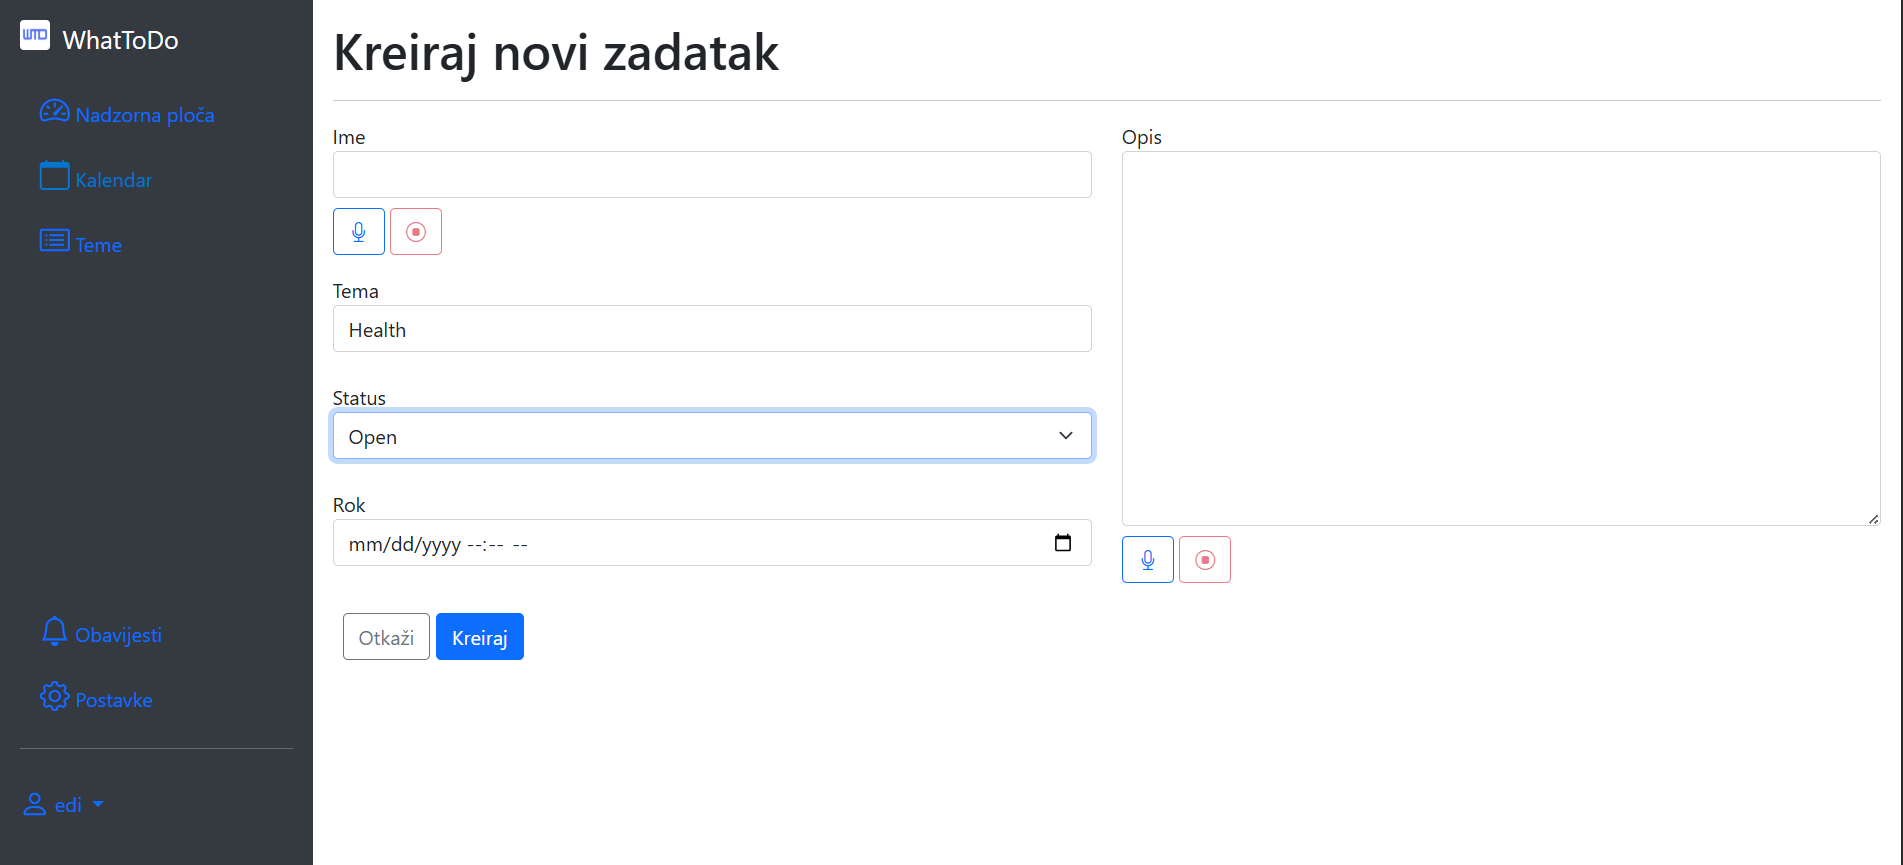 WTD
WhatToDo
Nadzorna ploča
Kalendar
Teme
Obavijesti
Postavke
edi
Kreiraj novi zadatak
Ime
Tema
Health
Status
Open
Rok
mm/dd/yyyy --:-- --
Otkaži
Kreiraj
Opis